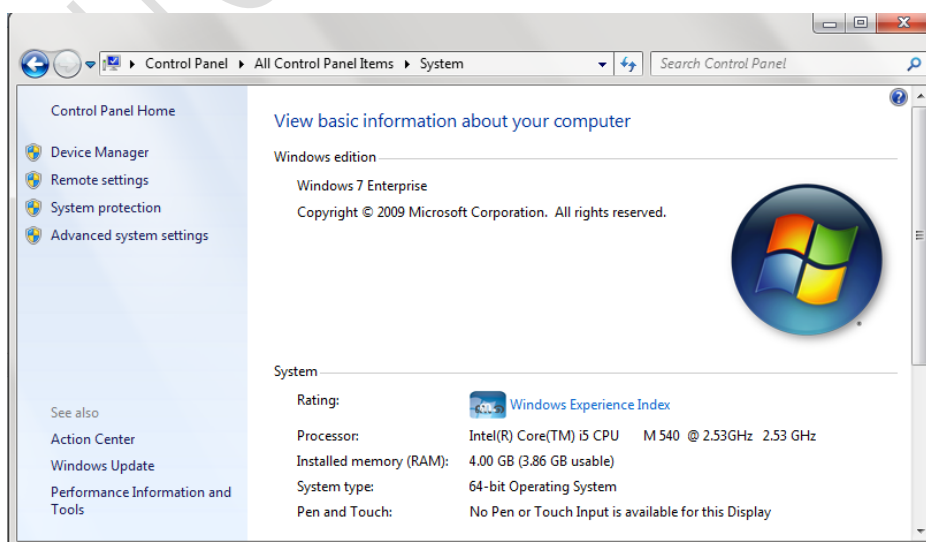 Control Panel ▸ All Control Panel Items ▸ System
Search Control Panel
Control Panel Home
Device Manager
Remote settings
System protection
Advanced system settings
See also
Action Center
Windows Update
Performance Information and
Tools
View basic information about your computer
Windows edition
Windows 7 Enterprise
Copyright © 2009 Microsoft Corporation. All rights reserved.
System
Rating: Windows Experience Index
Processor: Intel(R) Core(TM) i5 CPU M 540 @ 2.53GHz 2.53 GHz
Installed memory (RAM): 4.00 GB (3.86 GB usable)
System type: 64-bit Operating System
Pen and Touch: No Pen or Touch Input is available for this Display